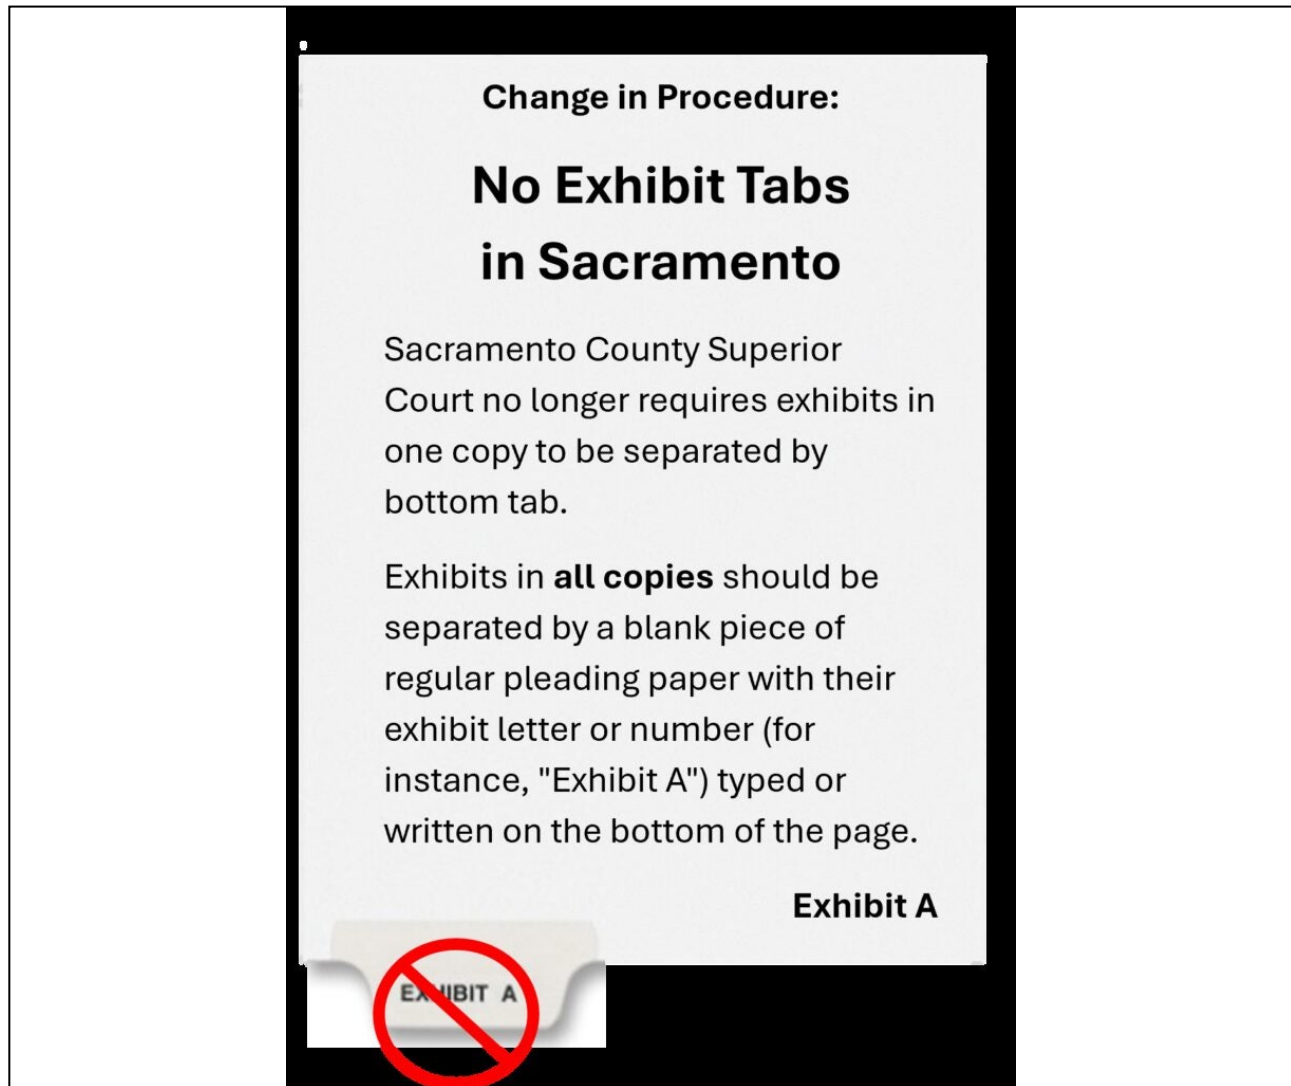 Change in Procedure:
No Exhibit Tabs
in Sacramento
Sacramento County Superior
Court no longer requires exhibits in
one copy to be separated by
bottom tab.
Exhibits in all copies should be
separated by a blank piece of
regular pleading paper with their
exhibit letter or number (for
instance, "Exhibit A") typed or
written on the bottom of the page.
Exhibit A
EXHIBIT A